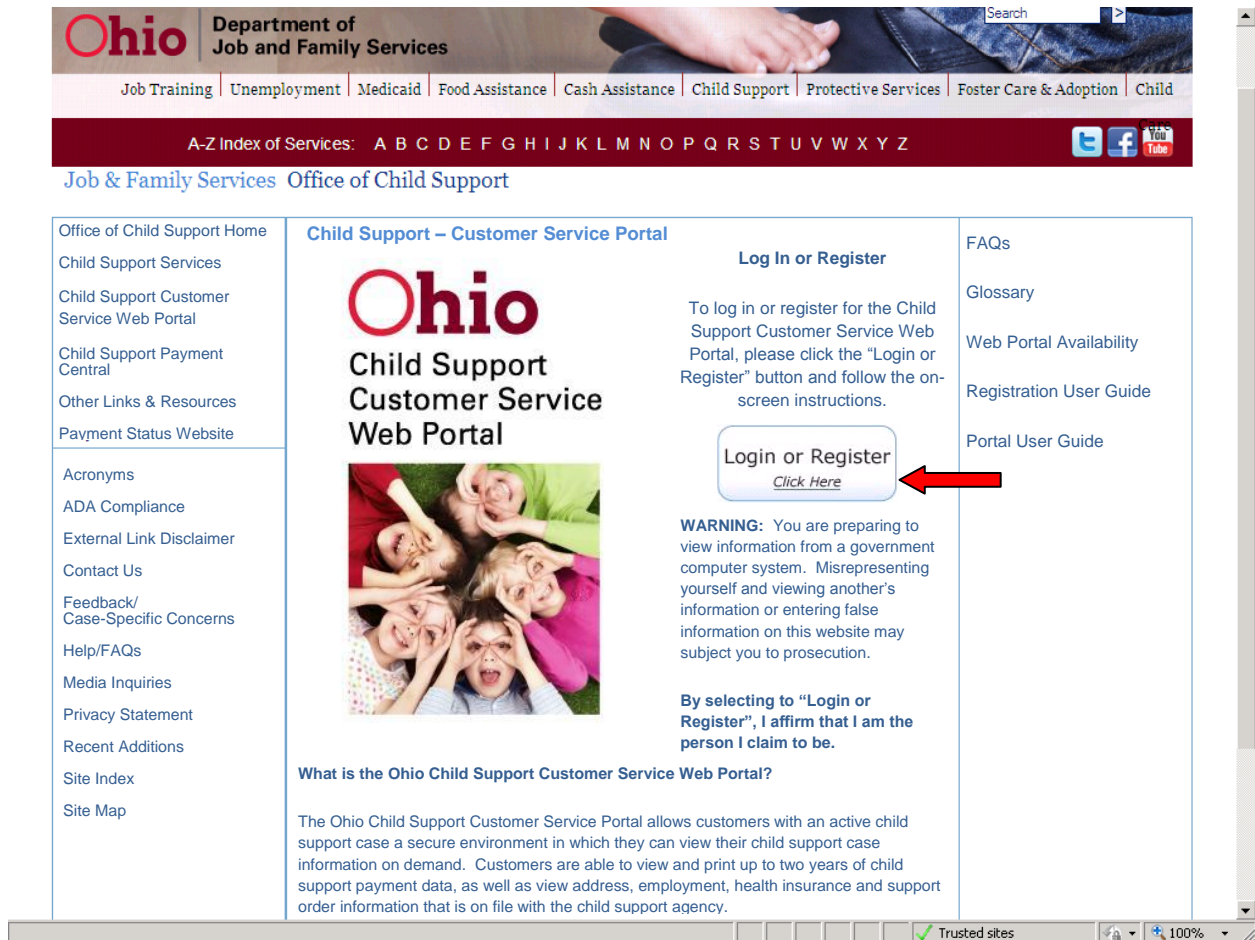 Ohio
Department of
Job and Family Services
Search
>
Job Training | Unemployment | Medicaid | Food Assistance | Cash Assistance | Child Support | Protective Services | Foster Care & Adoption | Child
Care
A-Z Index of Services: A B C D E F G H I J K L M N O P Q R S T U V W X Y Z
You
Tube
Job & Family Services Office of Child Support
Office of Child Support Home
Child Support Services
Child Support Customer
Service Web Portal
Child Support Payment
Central
Other Links & Resources
Payment Status Website
Acronyms
ADA Compliance
External Link Disclaimer
Contact Us
Feedback/
Case-Specific Concerns
Help/FAQs
Media Inquiries
Privacy Statement
Recent Additions
Site Index
Site Map
Child Support – Customer Service Portal
Ohio
Child Support
Customer Service
Web Portal
Log In or Register
To log in or register for the Child
Support Customer Service Web
Portal, please click the “Login or
Register” button and follow the on-
screen instructions.
Login or Register
Click Here
WARNING: You are preparing to
view information from a government
computer system. Misrepresenting
yourself and viewing another’s
information or entering false
information on this website may
subject you to prosecution.
By selecting to “Login or
Register”, I affirm that I am the
person I claim to be.
What is the Ohio Child Support Customer Service Web Portal?
The Ohio Child Support Customer Service Portal allows customers with an active child
support case a secure environment in which they can view their child support case
information on demand. Customers are able to view and print up to two years of child
support payment data, as well as view address, employment, health insurance and support
order information that is on file with the child support agency.
FAQs
Glossary
Web Portal Availability
Registration User Guide
Portal User Guide
Trusted sites
100%